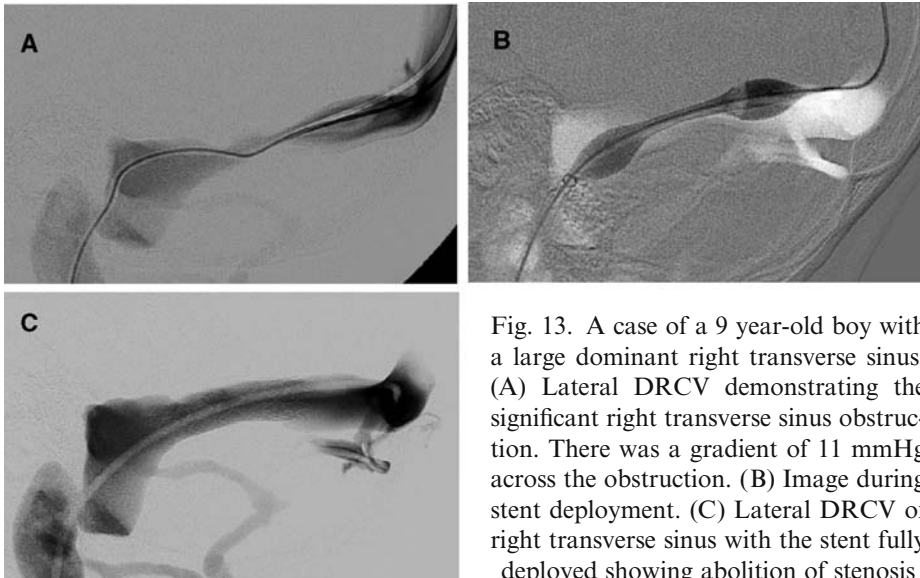 A
B
C
Fig. 13. A case of a 9 year-old boy with
a large dominant right transverse sinus
(A) Lateral DRCV demonstrating the
significant right transverse sinus obstruc-
tion. There was a gradient of 11 mmHg
across the obstruction. (B) Image during
stent deployment. (C) Lateral DRCV of
right transverse sinus with the stent fully
deployed showing abolition of stenosis